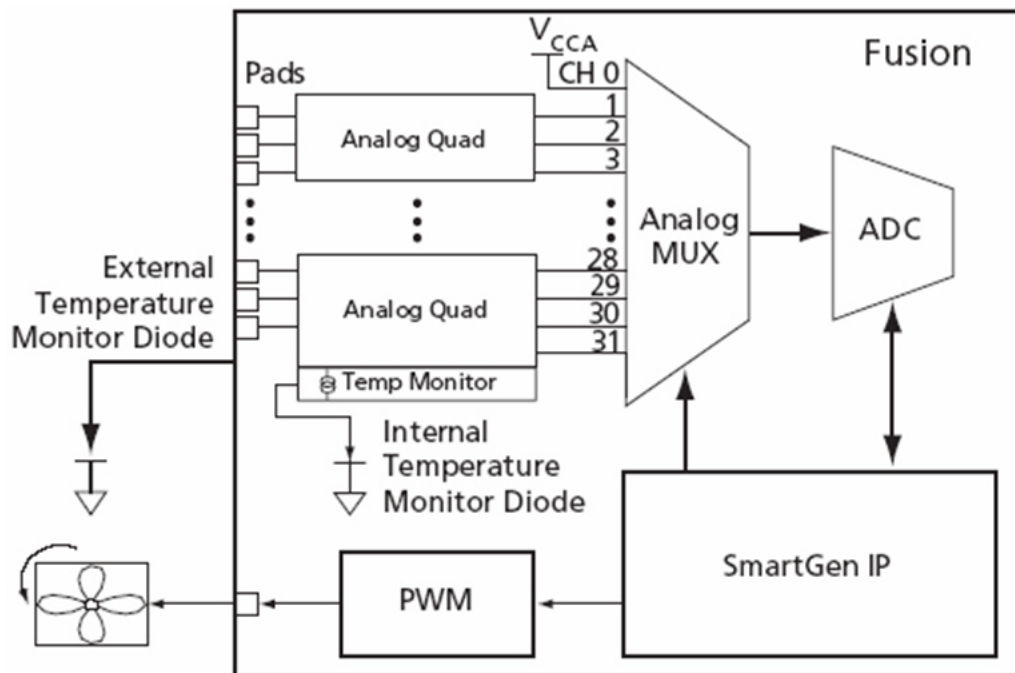 V_CCA
Fusion
Pads
CH 0
1
Analog Quad
2
3
Analog
MUX
ADC
External
Temperature
Monitor Diode
28
29
Analog Quad
30
31
Temp Monitor
Internal
Temperature
Monitor Diode
SmartGen IP
PWM